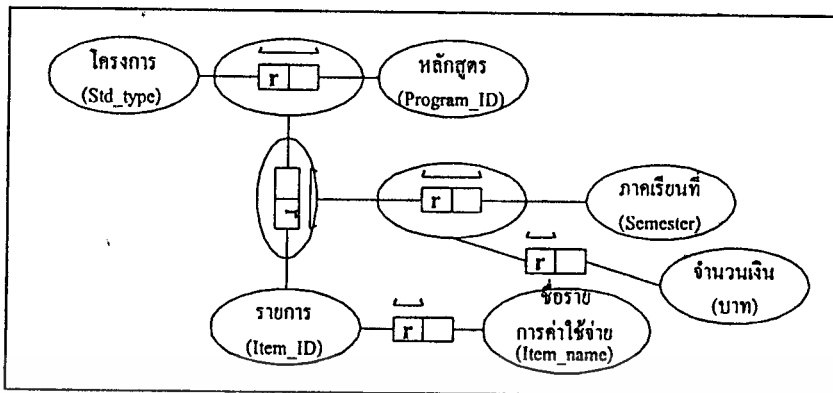 โครงการ
(Std_type)
r
หลักสูตร
(Program_ID)
r
r
ภาคเรียนที่
(Semester)
r
จำนวนเงิน
(บาท)
รายการ
(Item_ID)
r
ชื่อราย
การค่าใช้จ่าย
(Item_name)